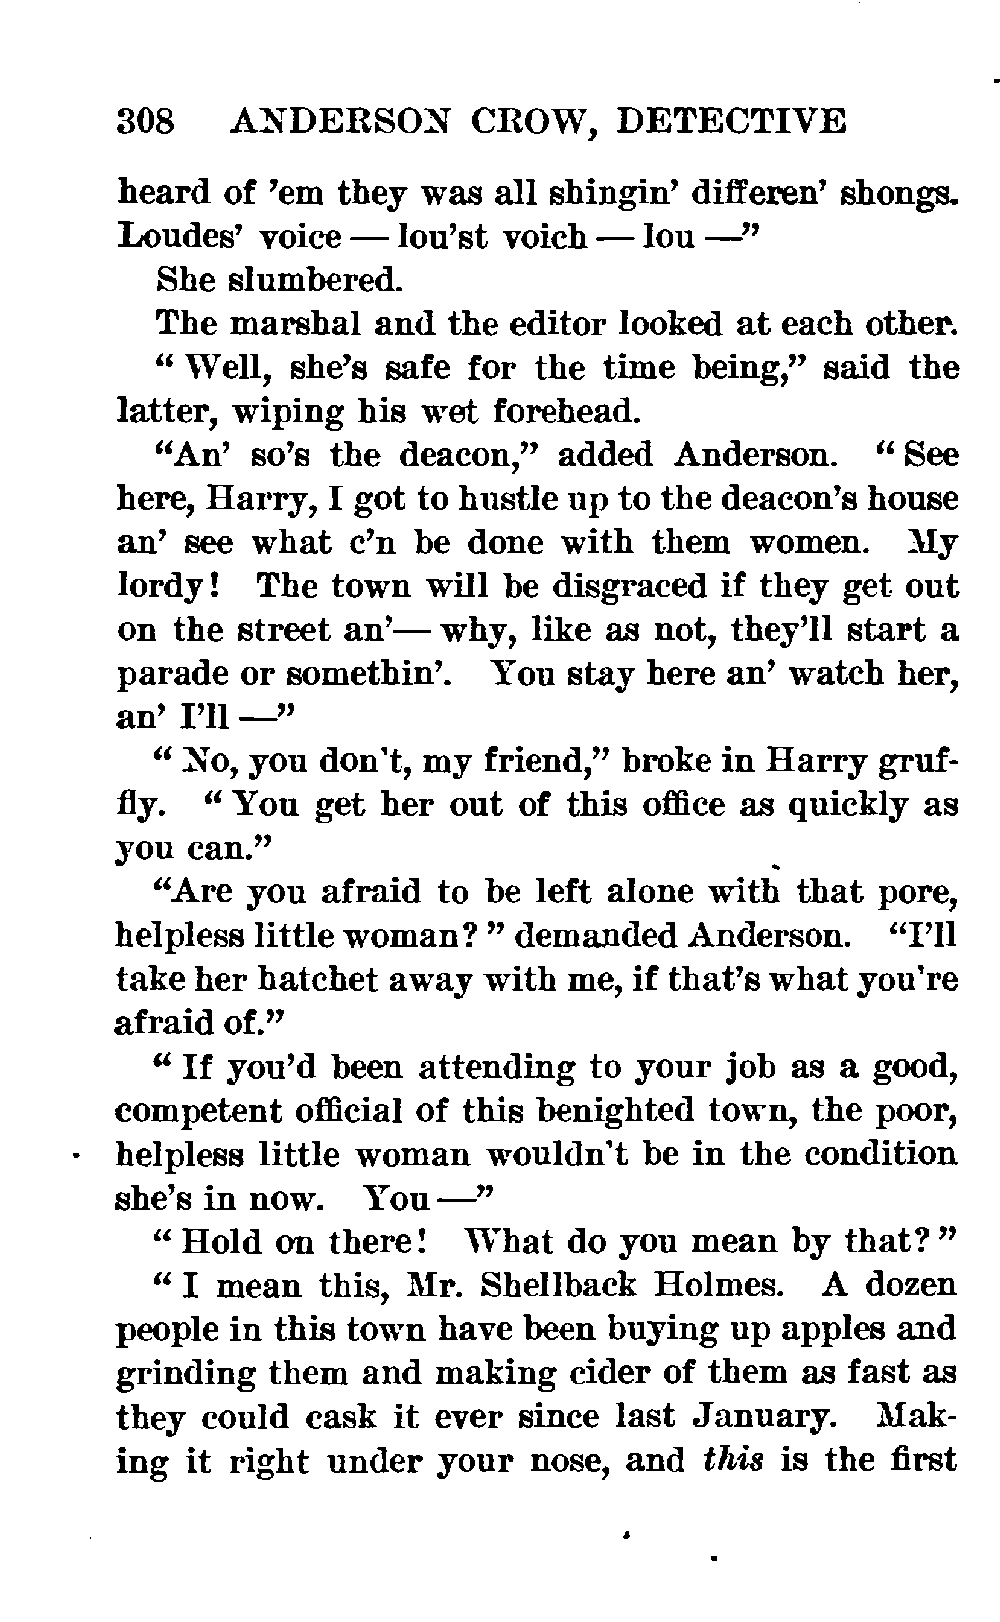 308 ANDERSON CROW, DETECTIVE
heard of ’em they was all shingin’ differen’ shongs.
Loudes’ voice — lou’st voich — lou —”
She slumbered.
The marshal and the editor looked at each other.
“ Well, she’s safe for the time being,” said the
latter, wiping his wet forehead.
“An’ so’s the deacon,” added Anderson. “ See
here, Harry, I got to hustle up to the deacon’s house
an’ see what c’n be done with them women. My
lordy! The town will be disgraced if they get out
on the street an’— why, like as not, they’ll start a
parade or somethin’. You stay here an’ watch her,
an’ I’ll —”
“ No, you don’t, my friend,” broke in Harry gruf-
fly. “ You get her out of this office as quickly as
you can.”
“Are you afraid to be left alone with that pore,
helpless little woman? ” demanded Anderson. “I’ll
take her hatchet away with me, if that’s what you’re
afraid of.”
“ If you’d been attending to your job as a good,
competent official of this benighted town, the poor,
helpless little woman wouldn’t be in the condition
she’s in now. You —”
“ Hold on there! What do you mean by that? ”
“ I mean this, Mr. Shellback Holmes. A dozen
people in this town have been buying up apples and
grinding them and making cider of them as fast as
they could cask it ever since last January. Mak-
ing it right under your nose, and this is the first